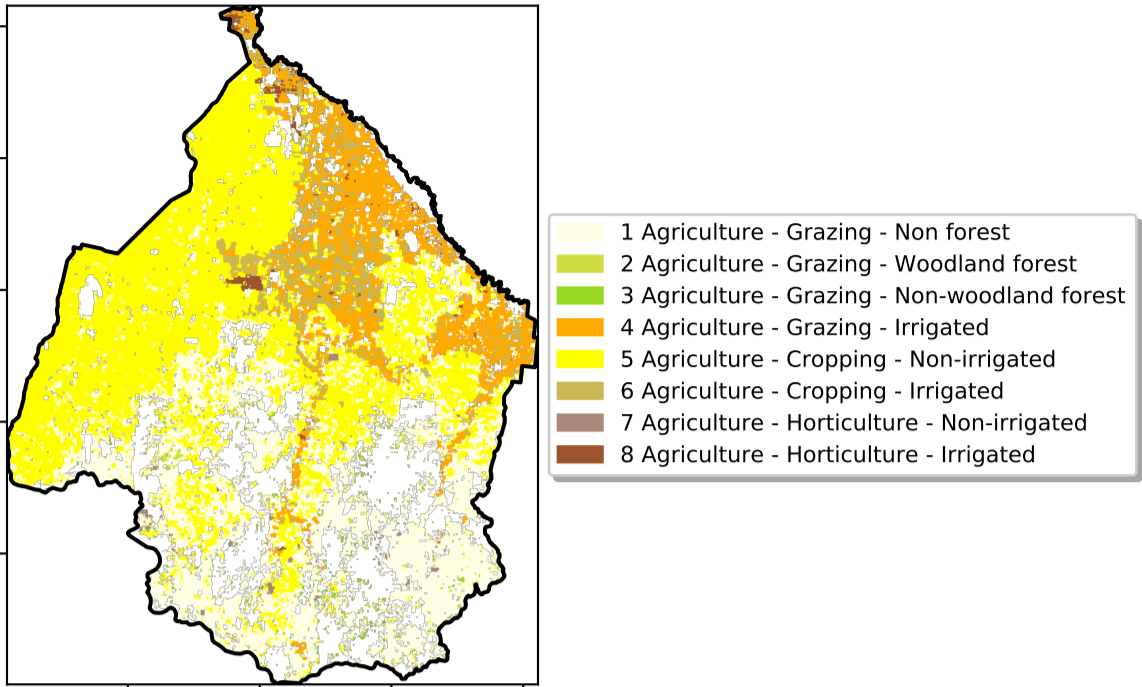 1 Agriculture - Grazing - Non forest
2 Agriculture - Grazing - Woodland forest
3 Agriculture - Grazing - Non-woodland forest
4 Agriculture - Grazing - Irrigated
5 Agriculture - Cropping - Non-irrigated
6 Agriculture - Cropping - Irrigated
7 Agriculture - Horticulture - Non-irrigated
8 Agriculture - Horticulture - Irrigated